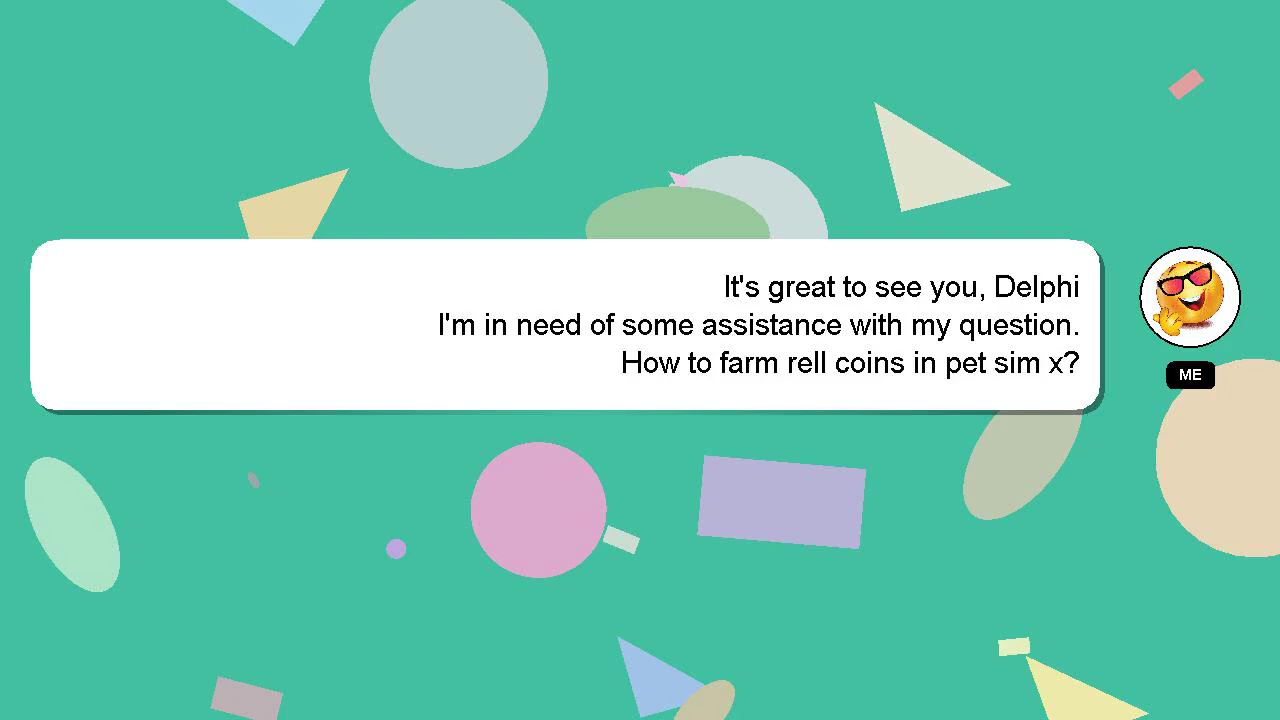 It's great to see you, Delphi
I'm in need of some assistance with my question.
How to farm rell coins in pet sim x?
ME